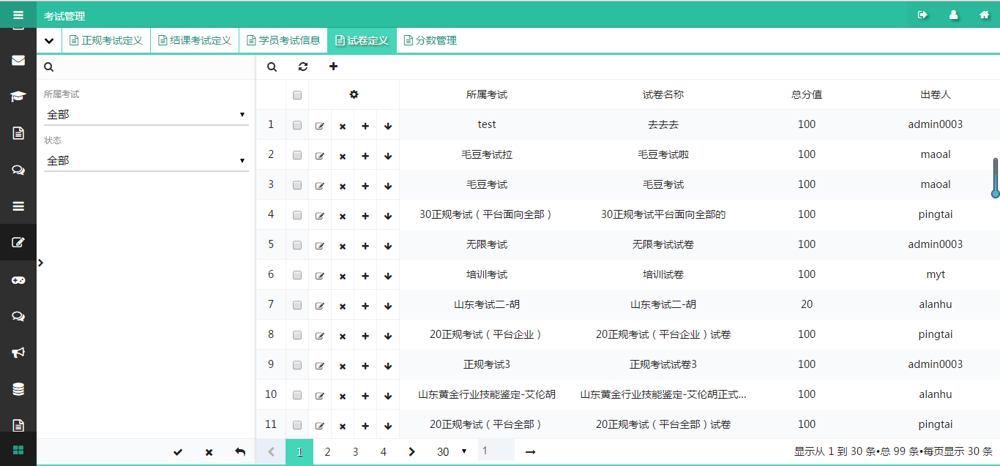 考试管理
正规考试定义 结课考试定义 学员考试信息 试卷定义 分数管理
所属考试
全部
状态
全部
所属考试 试卷名称 总分值 出卷人
1 test 去去去 100 admin0003
2 毛豆考试拉 毛豆考试啦 100 maoal
3 毛豆考试 毛豆考试 100 maoal
4 30正规考试（平台面向全部） 30正规考试平台面向全部的 100 pingtai
5 无限考试 无限考试试卷 100 admin0003
6 培训考试 培训试卷 100 myt
7 山东考试二-胡 山东考试二-胡 20 alanhu
8 20正规考试（平台企业） 20正规考试（平台企业）试卷 100 pingtai
9 正规考试3 正规考试试卷3 100 admin0003
10 山东黄金行业技能鉴定-艾伦胡 山东黄金行业技能鉴定-艾伦胡正式... 100 alanhu
11 20正规考试（平台全部） 20正规考试（平台全部）试卷 100 pingtai
1 2 3 4 30 1 显示从 1 到 30 条•总 99 条•每页显示 30 条